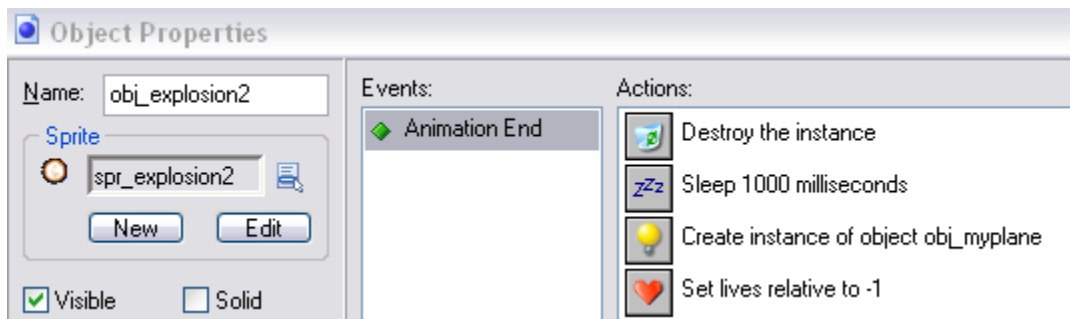 Object Properties
Name: obj_explosion2
Sprite
spr_explosion2
New Edit
Visible Solid
Events:
Animation End
Actions:
Destroy the instance
zZz Sleep 1000 milliseconds
Create instance of object obj_myplane
Set lives relative to -1